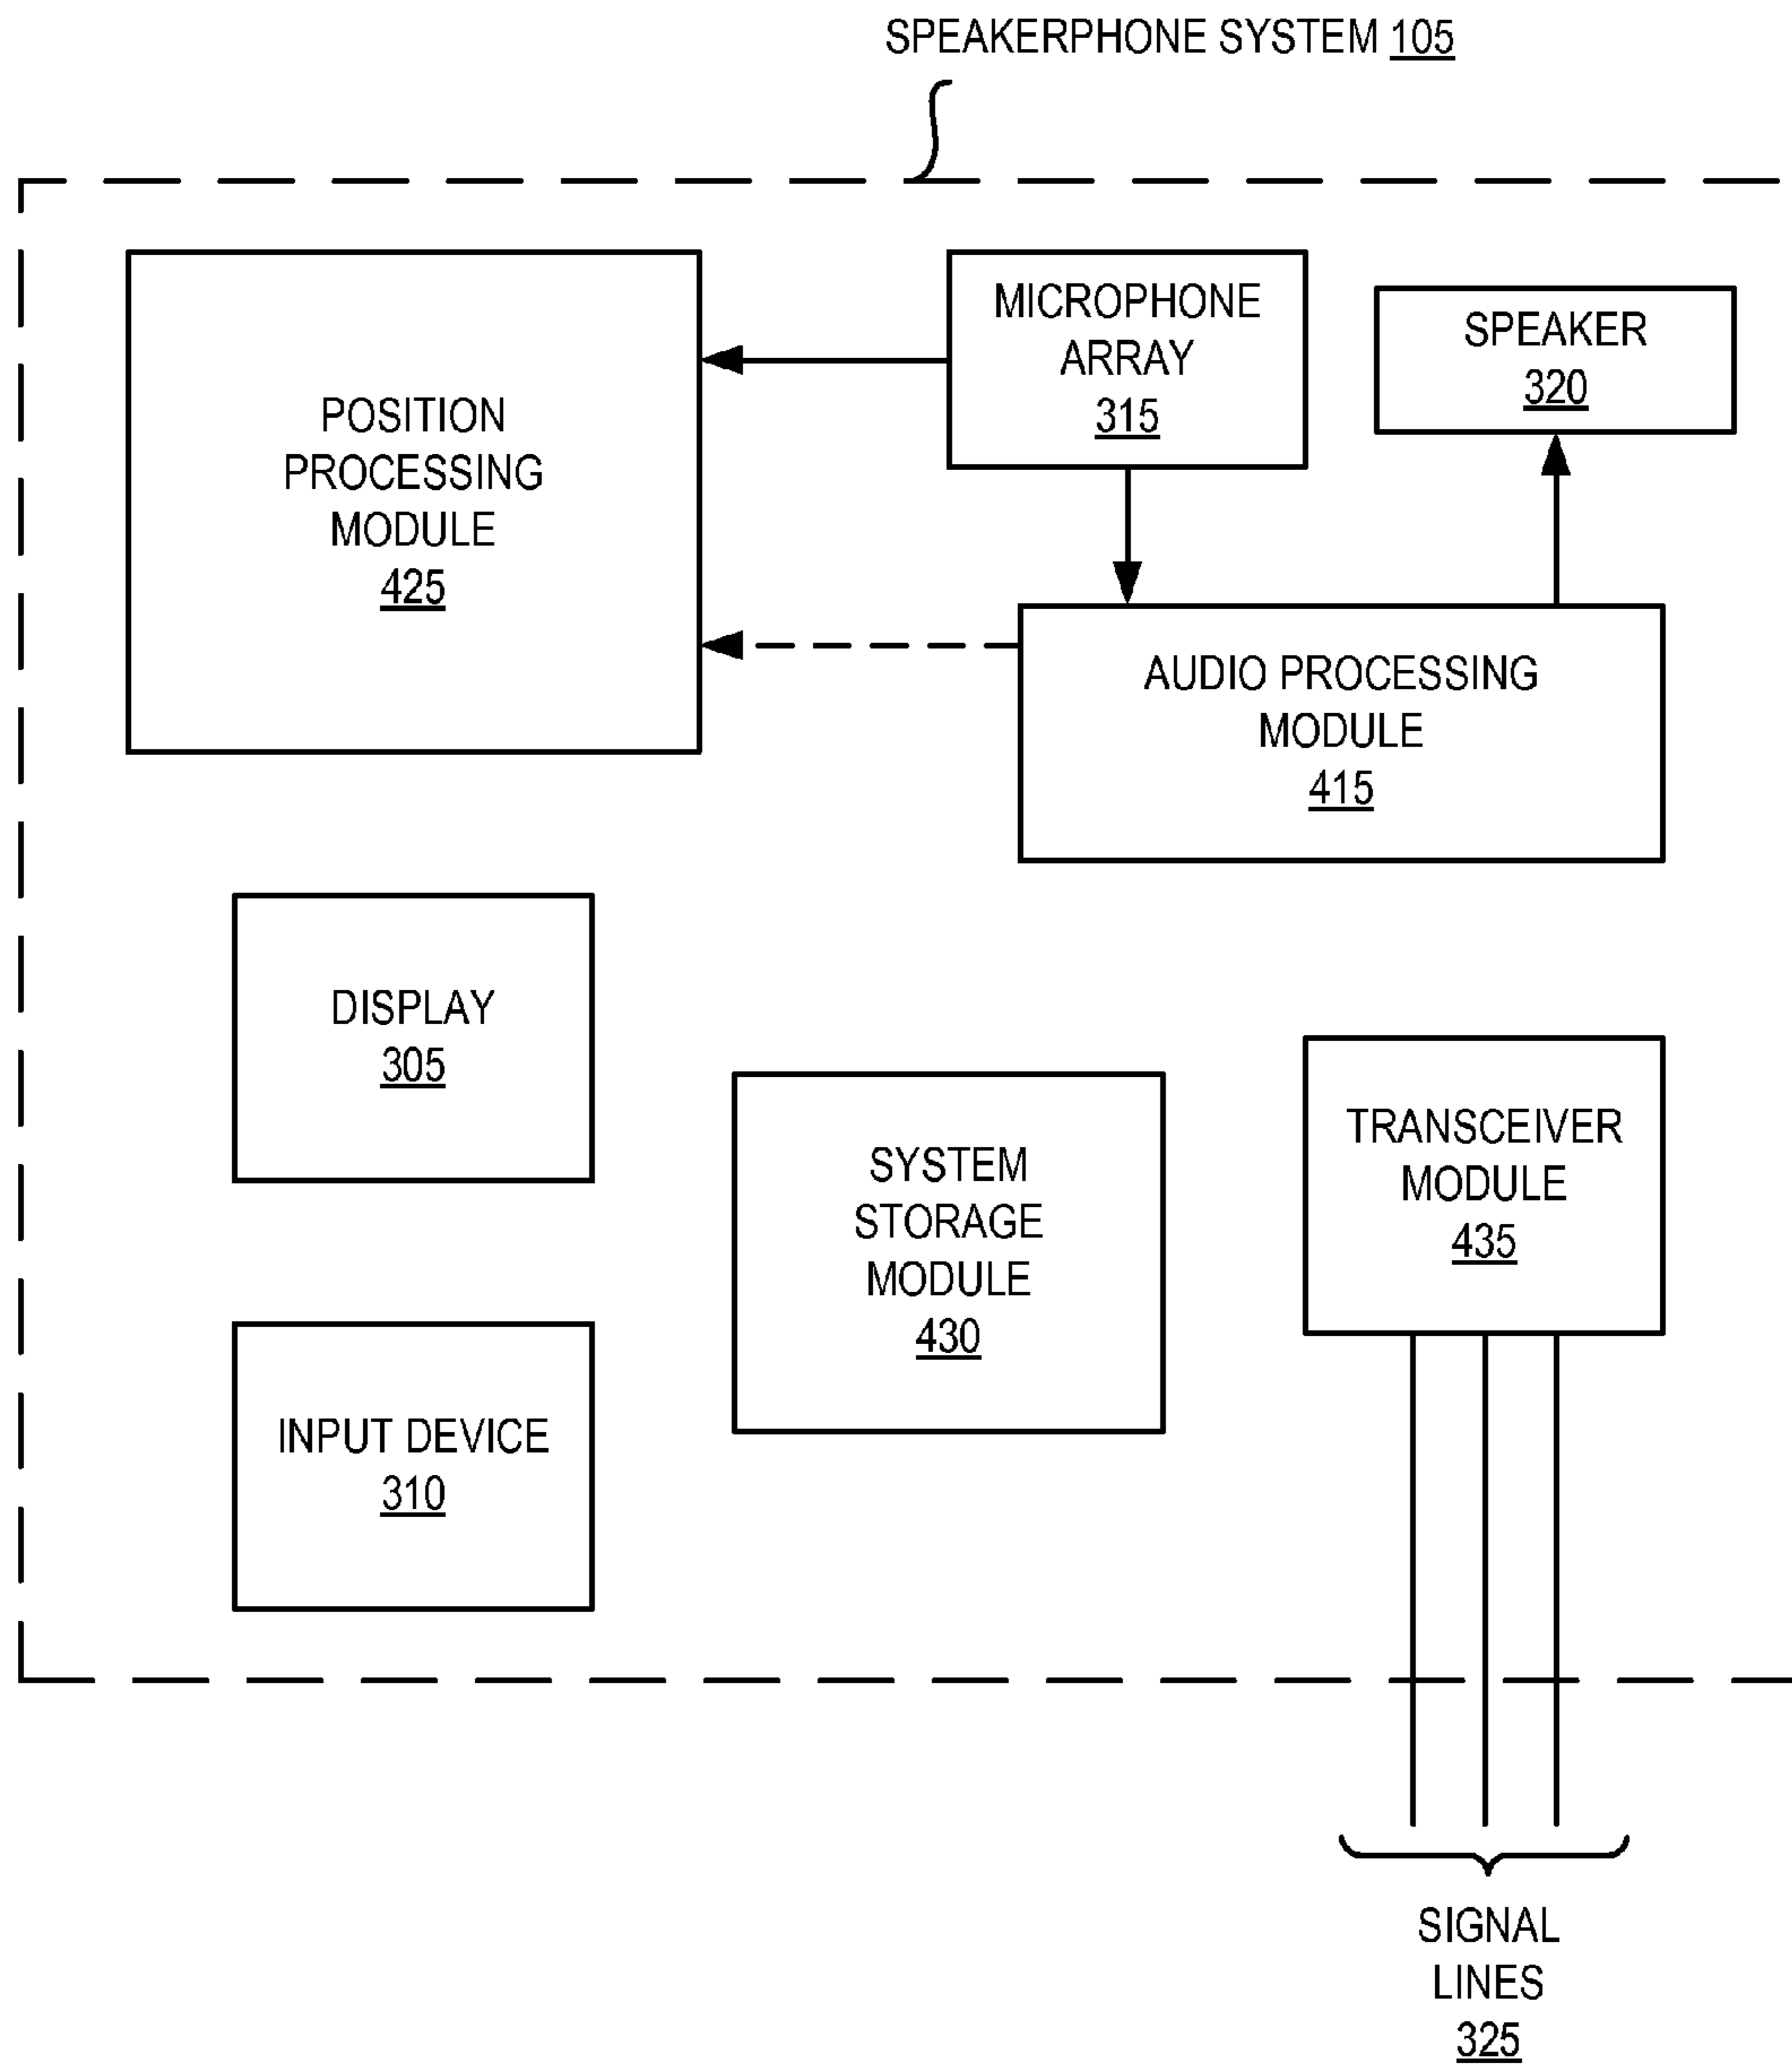 SPEAKERPHONE SYSTEM 105
POSITION
PROCESSING
MODULE
425
MICROPHONE
ARRAY
315
SPEAKER
320
AUDIO PROCESSING
MODULE
415
DISPLAY
305
SYSTEM
STORAGE
MODULE
430
TRANSCEIVER
MODULE
435
INPUT DEVICE
310
SIGNAL
LINES
325